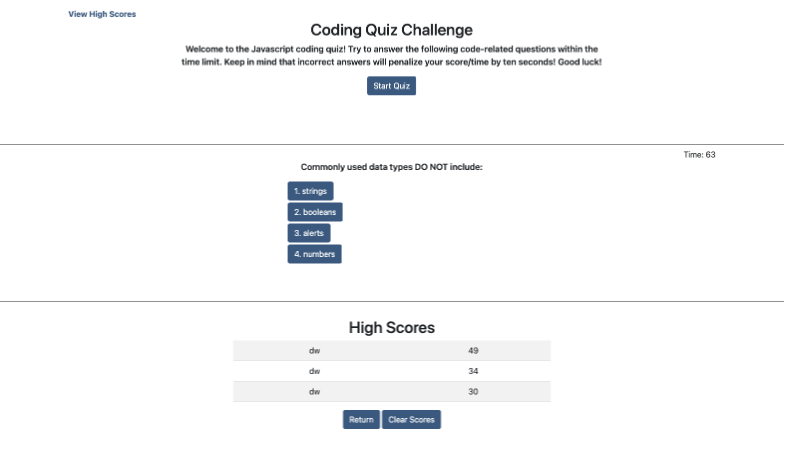 View High Scores
Coding Quiz Challenge
Welcome to the Javascript coding quiz! Try to answer the following code-related questions within the
time limit. Keep in mind that incorrect answers will penalize your score/time by ten seconds! Good luck!
Start Quiz
Time: 63
Commonly used data types DO NOT include:
1. strings
2. booleans
3. alerts
4. numbers
High Scores
dw 49
dw 34
dw 30
Return Clear Scores